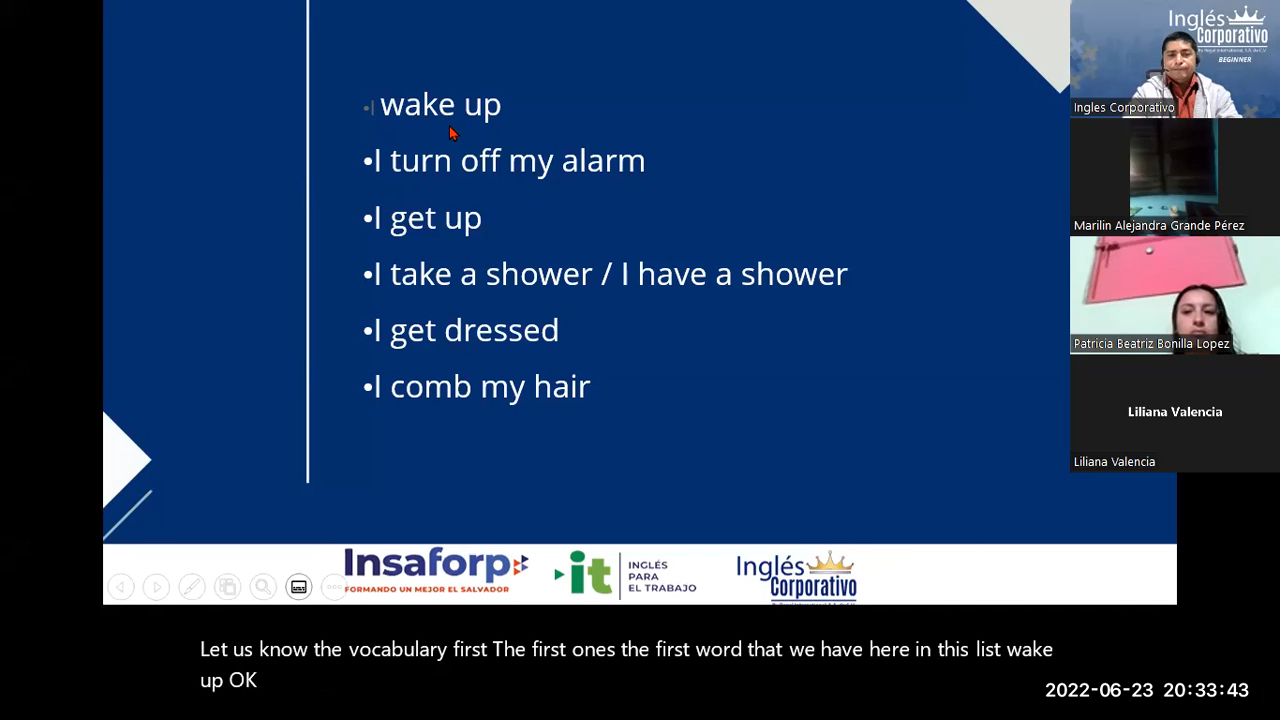 •I wake up
•I turn off my alarm
•I get up
•I take a shower / I have a shower
•I get dressed
•I comb my hair
Insaforp
FORMANDO UN MEJOR EL SALVADOR
it
INGLÉS
PARA
EL TRABAJO
Inglés
Corporativo
Inglés
Corporativo
BEGINNER
Ingles Corporativo
Marilin Alejandra Grande Pérez
Patricia Beatriz Bonilla Lopez
Liliana Valencia
Liliana Valencia
Let us know the vocabulary first The first ones the first word that we have here in this list wake
up OK
2022-06-23 20:33:43